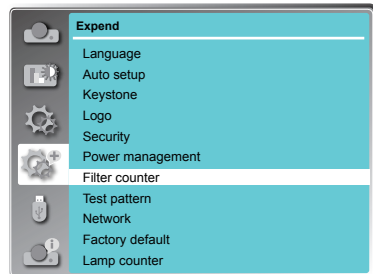 Expend
Language
Auto setup
Keystone
Logo
Security
Power management
Filter counter
Test pattern
Network
Factory default
Lamp counter